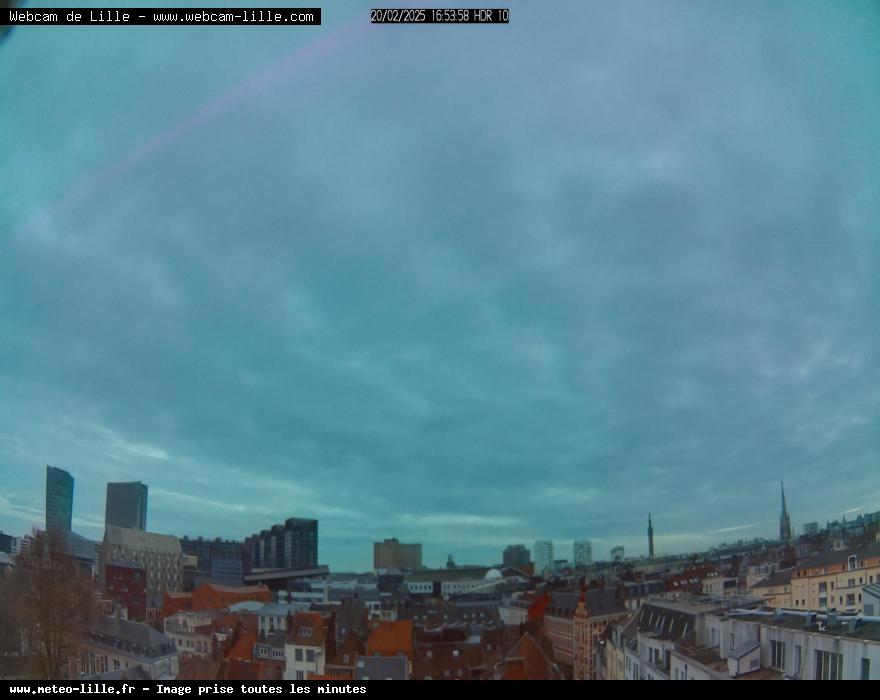 Webcam de Lille - www.webcam-lille.com
20/02/2025 16:53:58 HDR 10
www.meteo-lille.fr - Image prise toutes les minutes